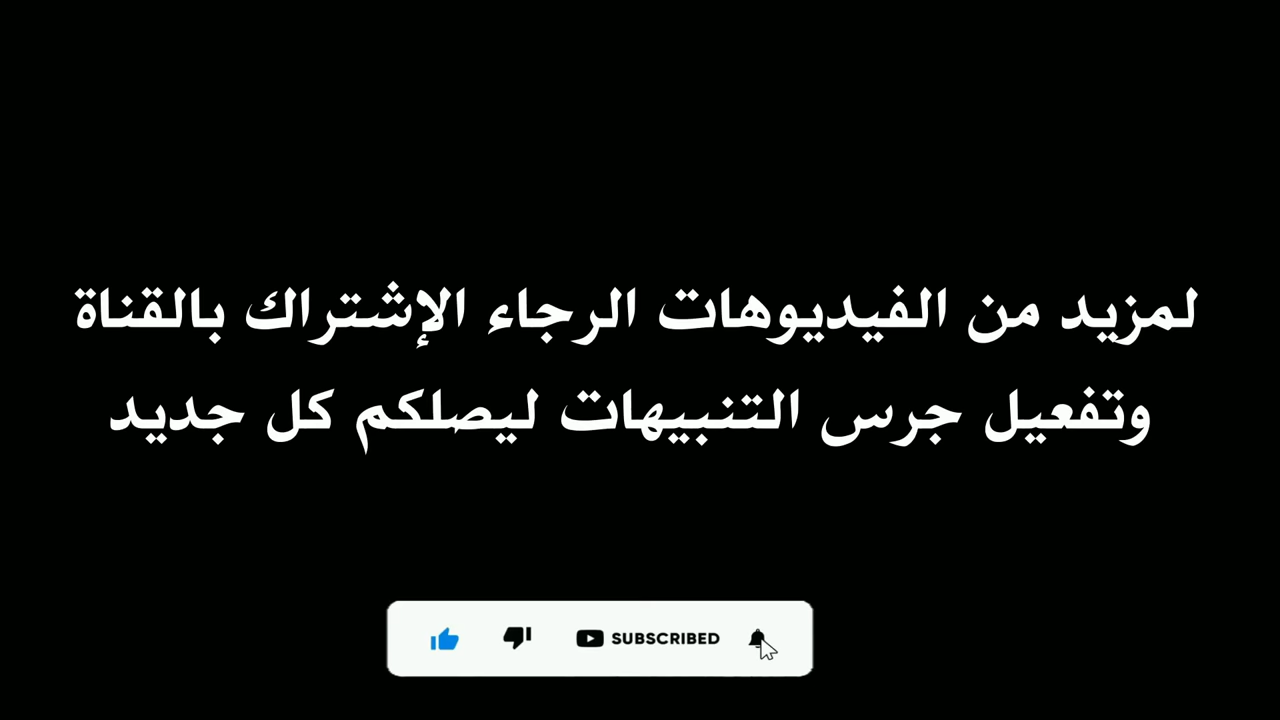 لمزيد من الفيديوهات الرجاء الإشتراك بالقناة
وتفعيل جرس التنبيهات ليصلكم كل جديد
SUBSCRIBED